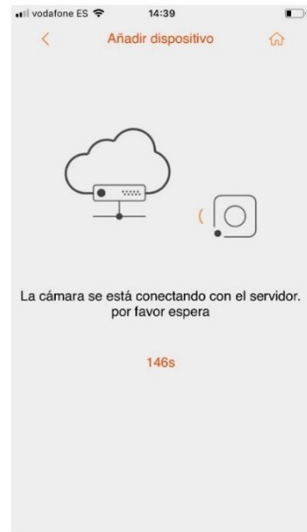 vodafone ES 14:39
Añadir dispositivo
La cámara se está conectando con el servidor.
por favor espera
146s